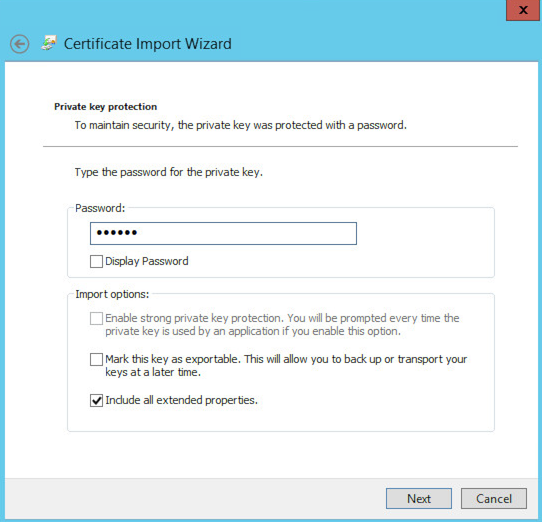 x
Certificate Import Wizard
Private key protection
To maintain security, the private key was protected with a password.
Type the password for the private key.
Password:
••••••
Display Password
Import options:
Enable strong private key protection. You will be prompted every time the
private key is used by an application if you enable this option.
Mark this key as exportable. This will allow you to back up or transport your
keys at a later time.
Include all extended properties.
Next
Cancel